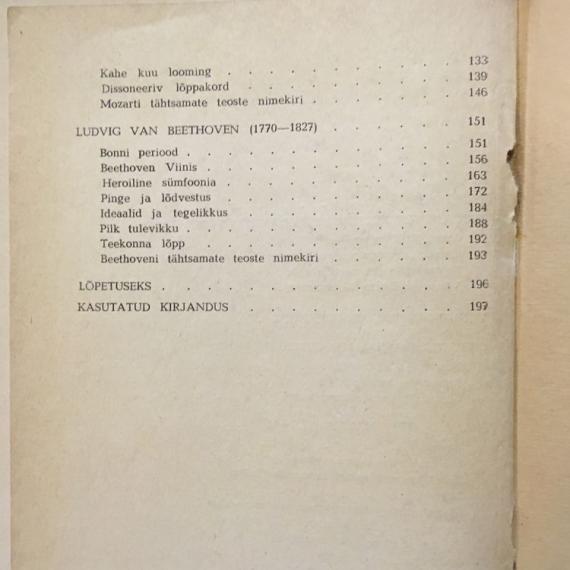 Kahe kuu looming . . . . . . . . 133
Dissoneeriv lõppakord . . . . . . . 139
Mozarti tähtsamate teoste nimekiri . . . . . 146
LUDVIG VAN BEETHOVEN (1770—1827) . . . . . 151
Bonni periood . . . . . . . . . 151
Beethoven Viinis . . . . . . . . 156
Heroiline sümfoonia . . . . . . . . 163
Pinge ja lõdvestus . . . . . . . . 172
Ideaalid ja tegelikkus . . . . . . . 184
Pilk tulevikku . . . . . . . . . 188
Teekonna lõpp . . . . . . . . 192
Beethoveni tähtsamate teoste nimekiri . . . . 193
LÕPETUSEKS . . . . . . . . . . 196
KASUTATUD KIRJANDUS . . . . . . . 197